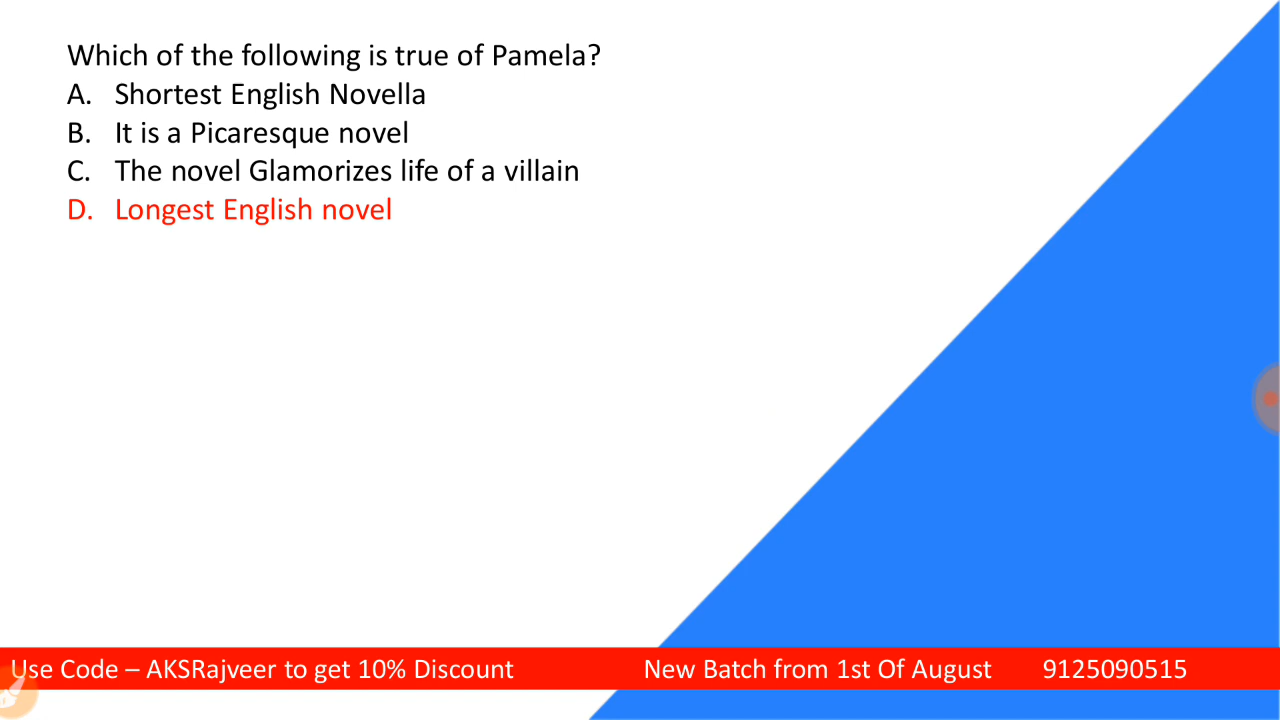 Which of the following is true of Pamela?
A. Shortest English Novella
B. It is a Picaresque novel
C. The novel Glamorizes life of a villain
D. Longest English novel
Use Code – AKSRajveer to get 10% Discount New Batch from 1st Of August 9125090515